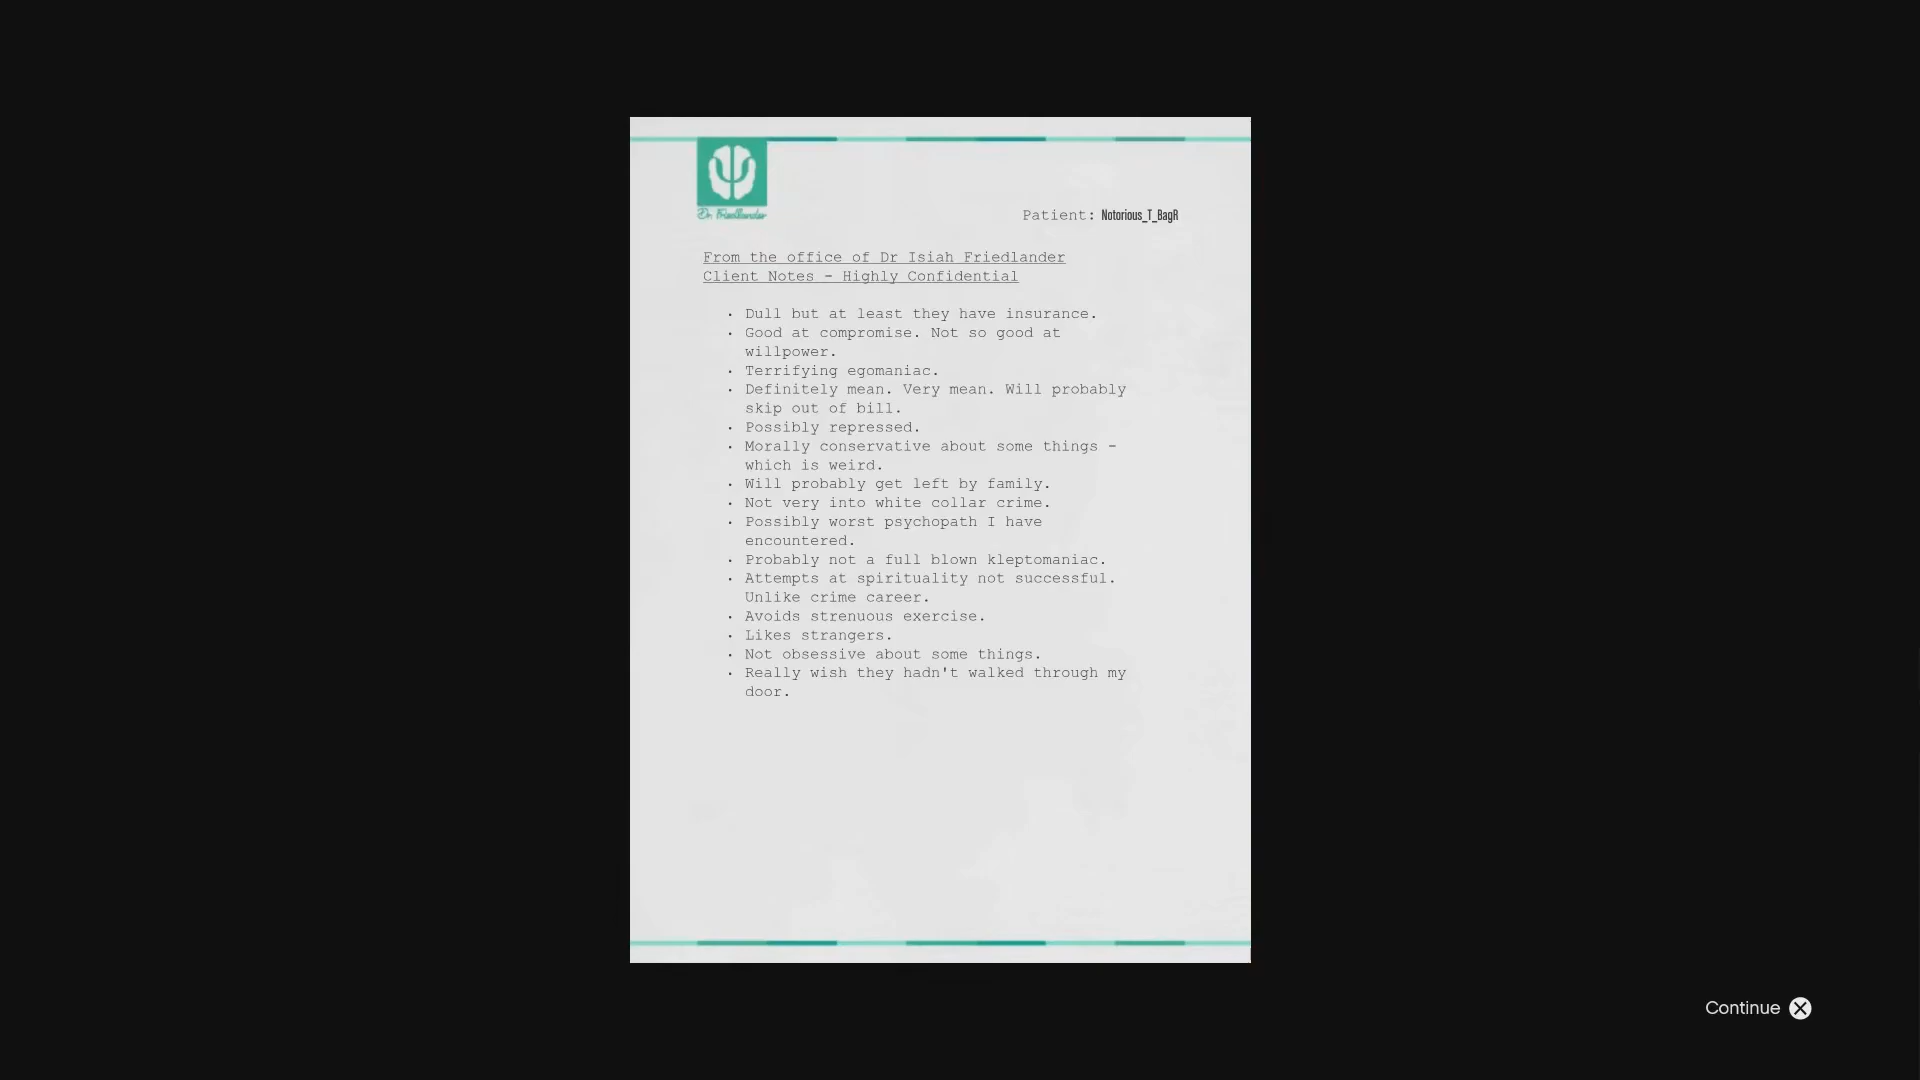 Dr. Friedlander
Patient: Notorious_T_BagR
From the office of Dr Isiah Friedlander
Client Notes - Highly Confidential
• Dull but at least they have insurance.
• Good at compromise. Not so good at
willpower.
• Terrifying egomaniac.
• Definitely mean. Very mean. Will probably
skip out of bill.
• Possibly repressed.
• Morally conservative about some things -
which is weird.
• Will probably get left by family.
• Not very into white collar crime.
• Possibly worst psychopath I have
encountered.
• Probably not a full blown kleptomaniac.
• Attempts at spirituality not successful.
Unlike crime career.
• Avoids strenuous exercise.
• Likes strangers.
• Not obsessive about some things.
• Really wish they hadn't walked through my
door.
Continue